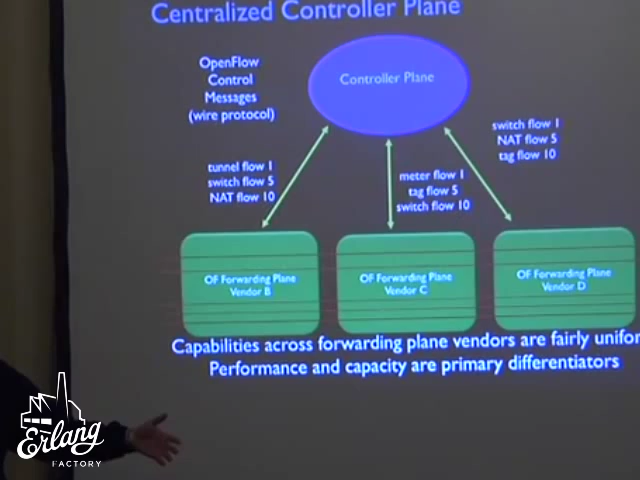 Centralized Controller Plane
OpenFlow
Control
Messages
(wire protocol)
Controller Plane
switch flow 1
NAT flow 5
tag flow 10
tunnel flow 1
switch flow 5
NAT flow 10
meter flow 1
tag flow 5
switch flow 10
OF Forwarding Plane
Vendor B
OF Forwarding Plane
Vendor C
OF Forwarding Plane
Vendor D
Capabilities across forwarding plane vendors are fairly unifor
Performance and capacity are primary differentiators
Erlang
FACTORY